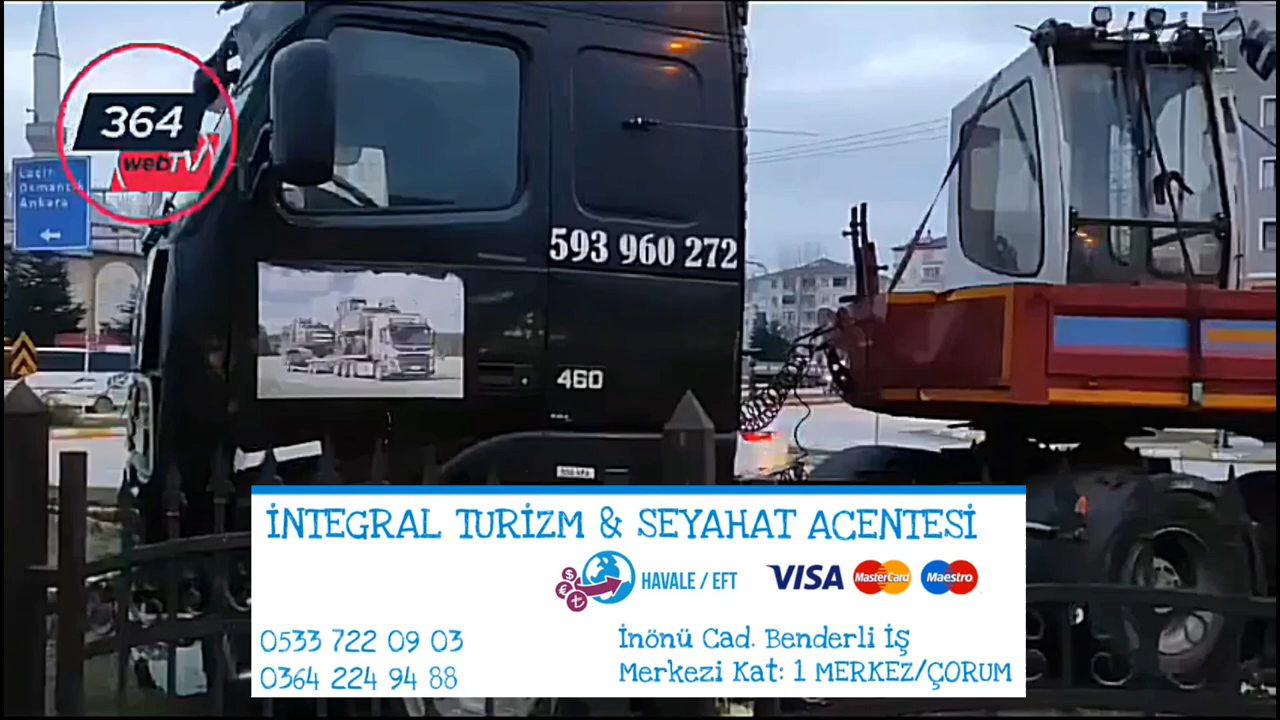 364
webTV
Laçin
Osmancık
Ankara
593 960 272
460
İNTEGRAL TURİZM & SEYAHAT ACENTESİ
HAVALE / EFT
VISA
MasterCard
Maestro
0533 722 09 03
0364 224 94 88
İnönü Cad. Benderli İş
Merkezi Kat: 1 MERKEZ/ÇORUM